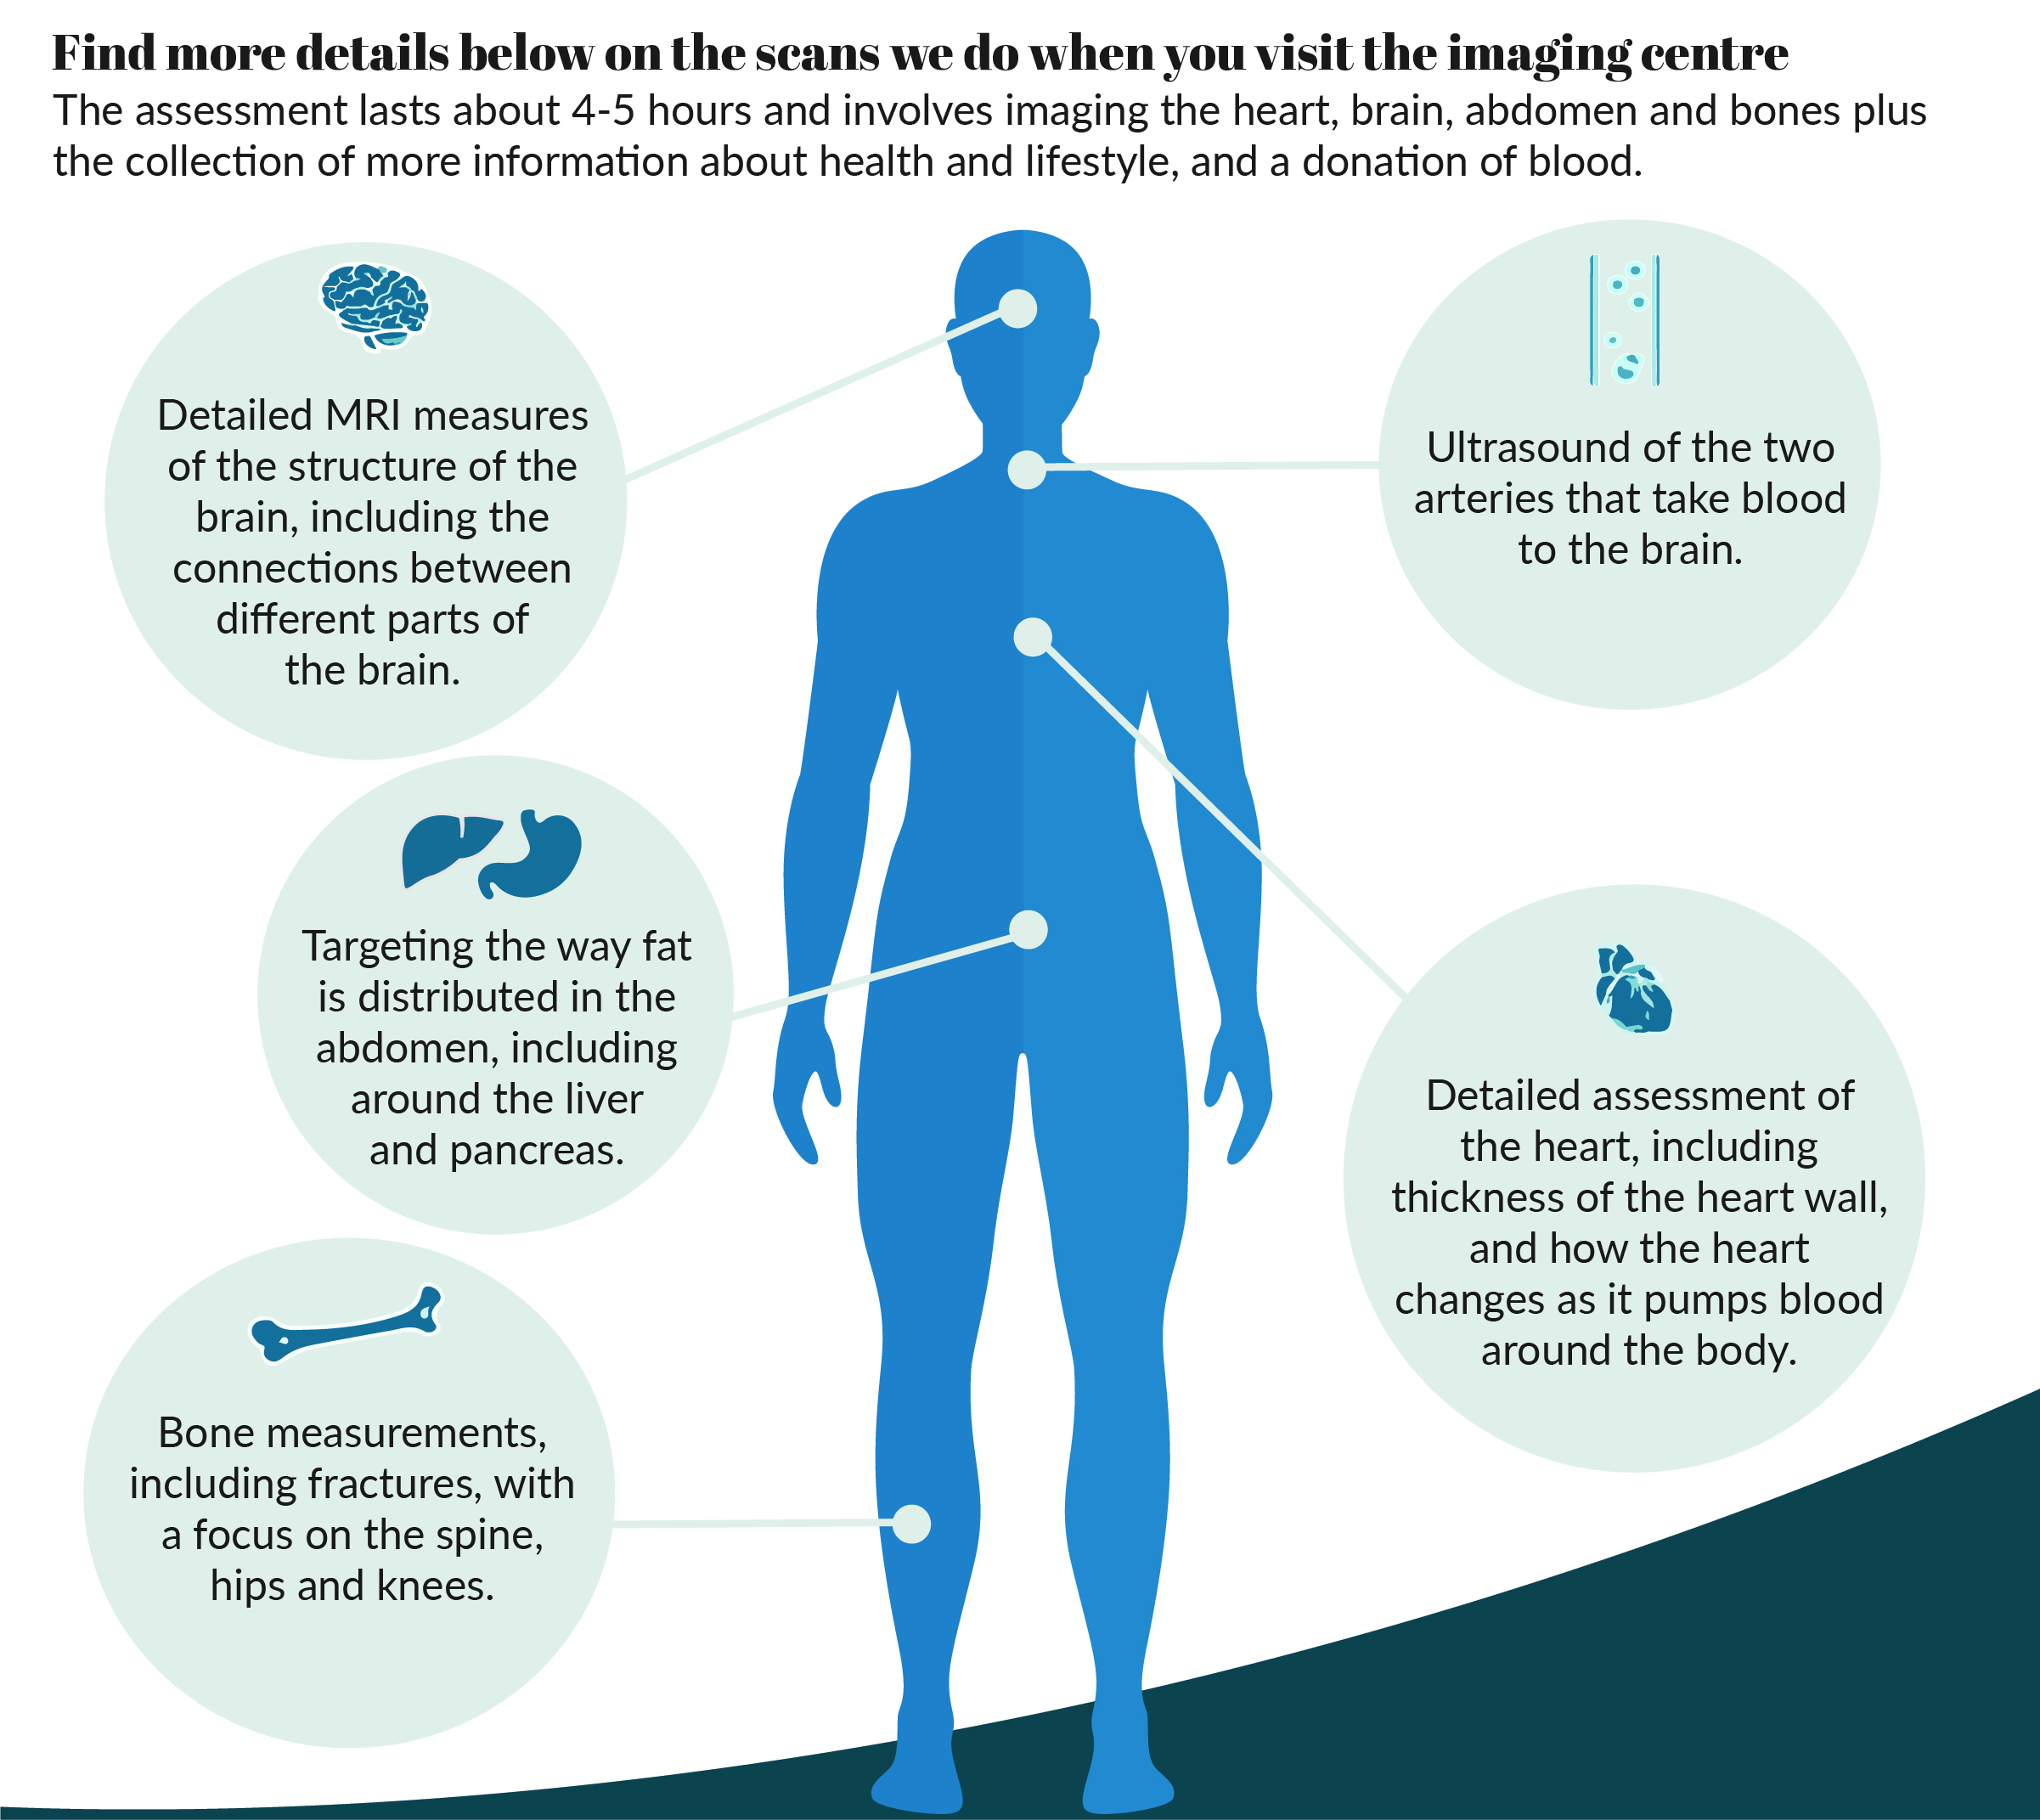 Find more details below on the scans we do when you visit the imaging centre
The assessment lasts about 4-5 hours and involves imaging the heart, brain, abdomen and bones plus
the collection of more information about health and lifestyle, and a donation of blood.
Detailed MRI measures
of the structure of the
brain, including the
connections between
different parts of
the brain.
Ultrasound of the two
arteries that take blood
to the brain.
Targeting the way fat
is distributed in the
abdomen, including
around the liver
and pancreas.
Detailed assessment of
the heart, including
thickness of the heart wall,
and how the heart
changes as it pumps blood
around the body.
Bone measurements,
including fractures, with
a focus on the spine,
hips and knees.